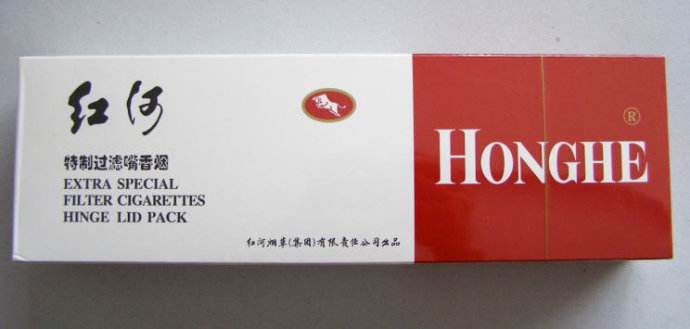 红河
特制过滤嘴香烟
EXTRA SPECIAL
FILTER CIGARETTES
HINGE LID PACK
红河烟草(集团)有限责任公司出品
HONGHE
®